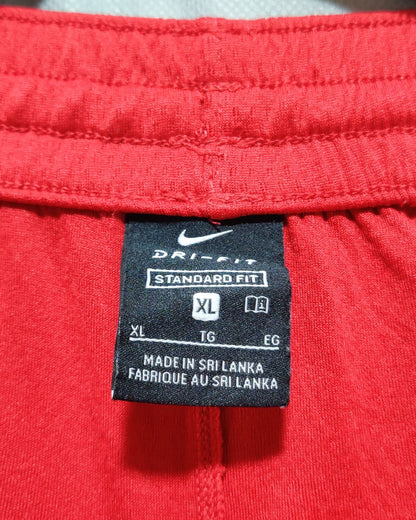 DRI-FIT
STANDARD FIT
XL
XL TG EG
MADE IN SRI LANKA
FABRIQUE AU SRI LANKA